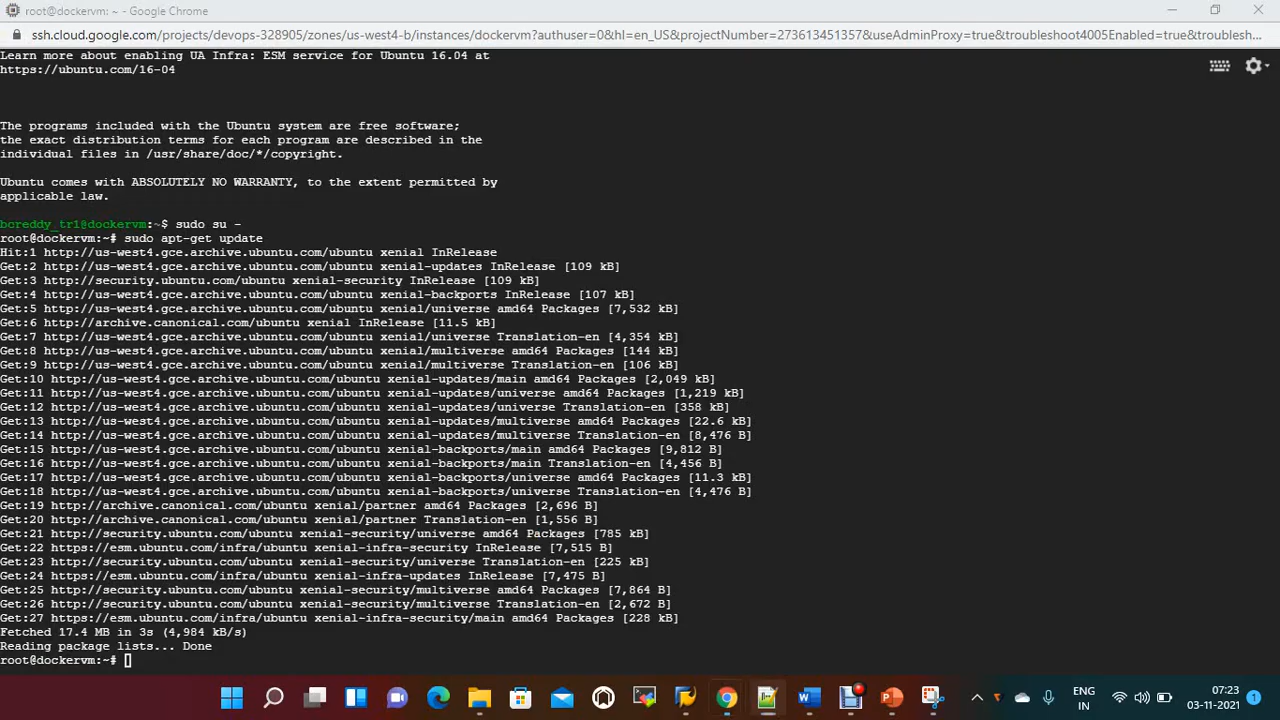 root@dockervm: ~ - Google Chrome
ssh.cloud.google.com/projects/devops-328905/zones/us-west4-b/instances/dockervm?authuser=0&hl=en_US&projectNumber=273613451357&useAdminProxy=true&troubleshoot4005Enabled=true&troublesh...
Learn more about enabling UA Infra: ESM service for Ubuntu 16.04 at
https://ubuntu.com/16-04
The programs included with the Ubuntu system are free software;
the exact distribution terms for each program are described in the
individual files in /usr/share/doc/*/copyright.
Ubuntu comes with ABSOLUTELY NO WARRANTY, to the extent permitted by
applicable law.
bcreddy_tr1@dockervm:~$ sudo su -
root@dockervm:~# sudo apt-get update
Hit:1 http://us-west4.gce.archive.ubuntu.com/ubuntu xenial InRelease
Get:2 http://us-west4.gce.archive.ubuntu.com/ubuntu xenial-updates InRelease [109 kB]
Get:3 http://security.ubuntu.com/ubuntu xenial-security InRelease [109 kB]
Get:4 http://us-west4.gce.archive.ubuntu.com/ubuntu xenial-backports InRelease [107 kB]
Get:5 http://us-west4.gce.archive.ubuntu.com/ubuntu xenial/universe amd64 Packages [7,532 kB]
Get:6 http://archive.canonical.com/ubuntu xenial InRelease [11.5 kB]
Get:7 http://us-west4.gce.archive.ubuntu.com/ubuntu xenial/universe Translation-en [4,354 kB]
Get:8 http://us-west4.gce.archive.ubuntu.com/ubuntu xenial/multiverse amd64 Packages [144 kB]
Get:9 http://us-west4.gce.archive.ubuntu.com/ubuntu xenial/multiverse Translation-en [106 kB]
Get:10 http://us-west4.gce.archive.ubuntu.com/ubuntu xenial-updates/main amd64 Packages [2,049 kB]
Get:11 http://us-west4.gce.archive.ubuntu.com/ubuntu xenial-updates/universe amd64 Packages [1,219 kB]
Get:12 http://us-west4.gce.archive.ubuntu.com/ubuntu xenial-updates/universe Translation-en [358 kB]
Get:13 http://us-west4.gce.archive.ubuntu.com/ubuntu xenial-updates/multiverse amd64 Packages [22.6 kB]
Get:14 http://us-west4.gce.archive.ubuntu.com/ubuntu xenial-updates/multiverse Translation-en [8,476 B]
Get:15 http://us-west4.gce.archive.ubuntu.com/ubuntu xenial-backports/main amd64 Packages [9,812 B]
Get:16 http://us-west4.gce.archive.ubuntu.com/ubuntu xenial-backports/main Translation-en [4,456 B]
Get:17 http://us-west4.gce.archive.ubuntu.com/ubuntu xenial-backports/universe amd64 Packages [11.3 kB]
Get:18 http://us-west4.gce.archive.ubuntu.com/ubuntu xenial-backports/universe Translation-en [4,476 B]
Get:19 http://archive.canonical.com/ubuntu xenial/partner amd64 Packages [2,696 B]
Get:20 http://archive.canonical.com/ubuntu xenial/partner Translation-en [1,556 B]
Get:21 http://security.ubuntu.com/ubuntu xenial-security/universe amd64 Packages [785 kB]
Get:22 https://esm.ubuntu.com/infra/ubuntu xenial-infra-security InRelease [7,515 B]
Get:23 http://security.ubuntu.com/ubuntu xenial-security/universe Translation-en [225 kB]
Get:24 https://esm.ubuntu.com/infra/ubuntu xenial-infra-updates InRelease [7,475 B]
Get:25 http://security.ubuntu.com/ubuntu xenial-security/multiverse amd64 Packages [7,864 B]
Get:26 http://security.ubuntu.com/ubuntu xenial-security/multiverse Translation-en [2,672 B]
Get:27 https://esm.ubuntu.com/infra/ubuntu xenial-infra-security/main amd64 Packages [228 kB]
Fetched 17.4 MB in 3s (4,984 kB/s)
Reading package lists... Done
root@dockervm:~#
ENG
IN
07:23
03-11-2021
1